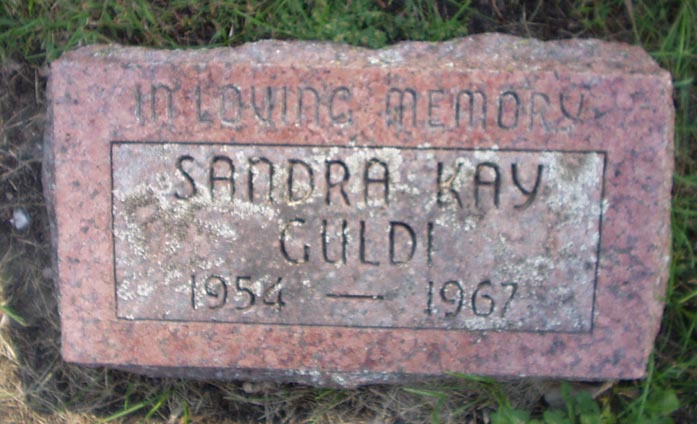 IN LOVING MEMORY
SANDRA KAY
GULDI
1954 — 1967